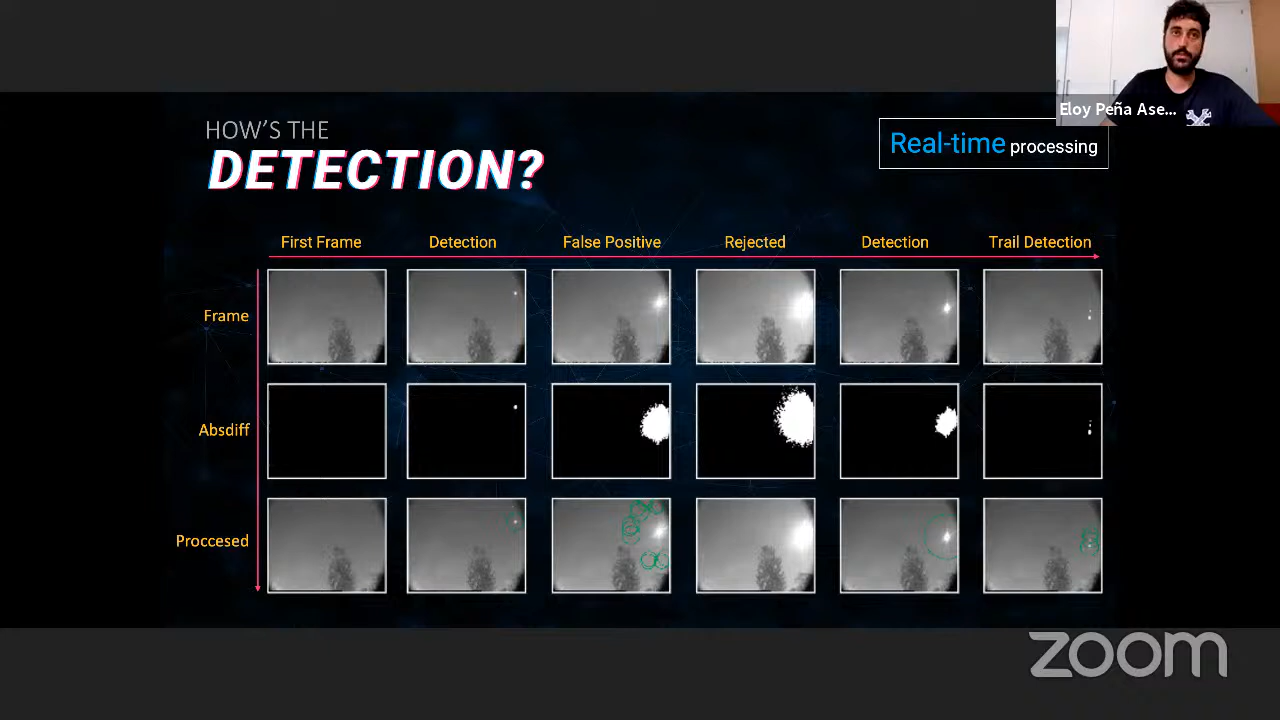 Eloy Peña Ase...
HOW'S THE
DETECTION?
Real-time processing
First Frame Detection False Positive Rejected Detection Trail Detection
Frame
Absdiff
Proccesed
zoom